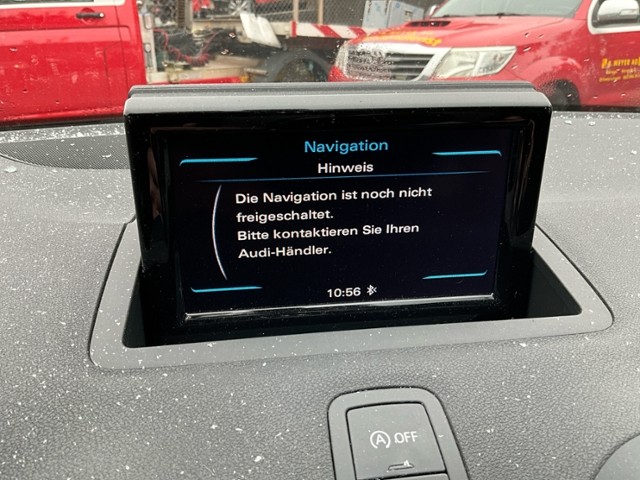 Navigation
Hinweis
Die Navigation ist noch nicht
freigeschaltet.
Bitte kontaktieren Sie Ihren
Audi-Händler.
10:56
A OFF